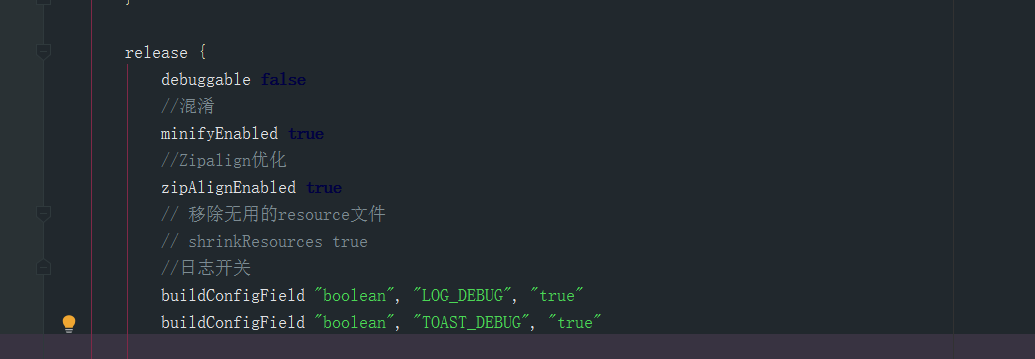 }
release {
debuggable false
//混淆
minifyEnabled true
//Zipalign优化
zipAlignEnabled true
// 移除无用的resource文件
// shrinkResources true
//日志开关
buildConfigField "boolean", "LOG_DEBUG", "true"
buildConfigField "boolean", "TOAST_DEBUG", "true"